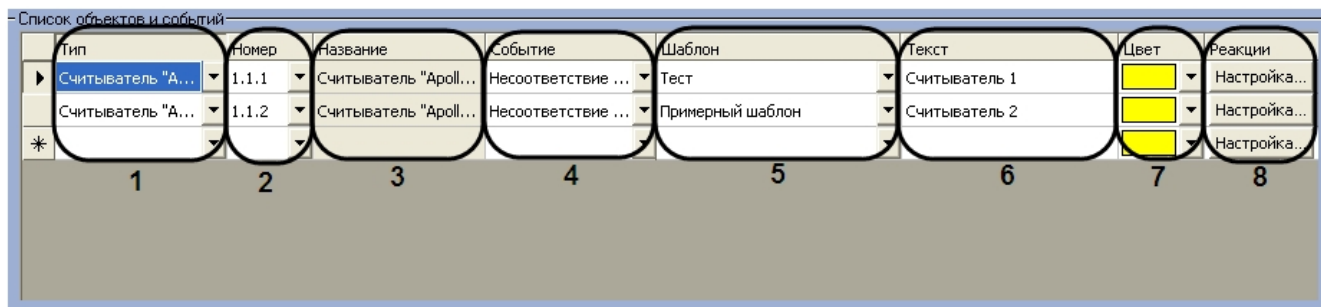 Список объектов и событий
Тип Номер Название Событие Шаблон Текст Цвет Реакции
Считыватель "A... 1.1.1 Считыватель "Apoll... Несоответствие ... Тест Считыватель 1 Настройка...
Считыватель "A... 1.1.2 Считыватель "Apoll... Несоответствие ... Примерный шаблон Считыватель 2 Настройка...
Настройка...
1 2 3 4 5 6 7 8